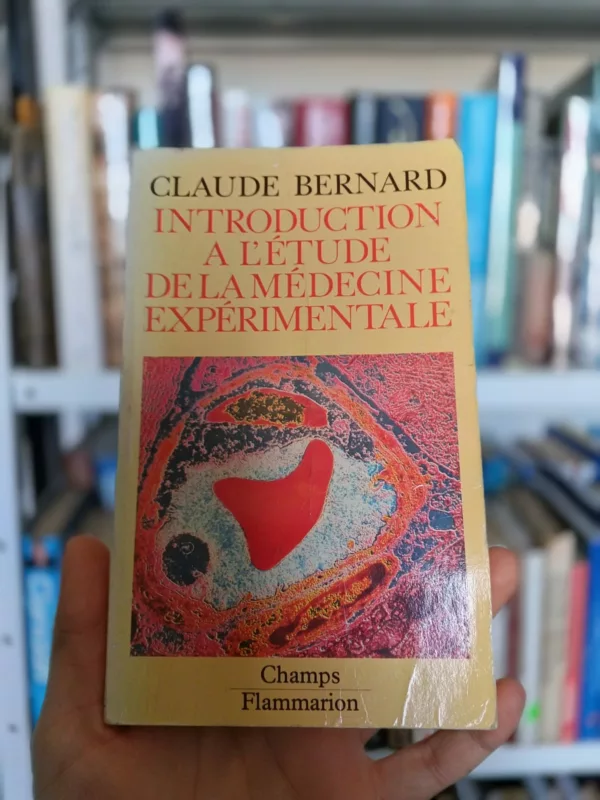 CLAUDE BERNARD
INTRODUCTION
A L'ÉTUDE
DE LA MÉDECINE
EXPÉRIMENTALE
Champs
Flammarion